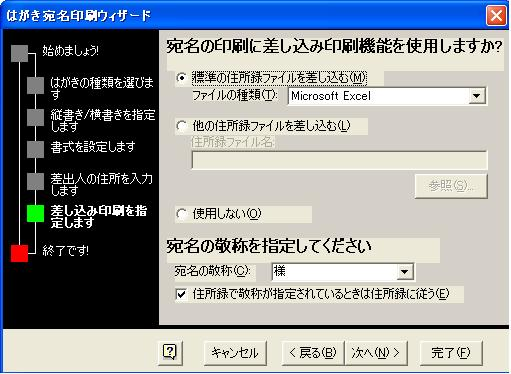 はがき宛名印刷ウィザード
始めましょう!
はがきの種類を選びま
す
縦書き/横書きを指定
します
書式を設定します
差出人の住所を入力
します
差し込み印刷を指
定します
終了です!
宛名の印刷に差し込み印刷機能を使用しますか?
標準の住所録ファイルを差し込む(M)
ファイルの種類(T): Microsoft Excel
他の住所録ファイルを差し込む(L)
住所録ファイル名:
参照(S)...
使用しない(O)
宛名の敬称を指定してください
宛名の敬称(C): 様
住所録で敬称が指定されているときは住所録に従う(E)
? キャンセル < 戻る(B) 次へ(N) > 完了(F)